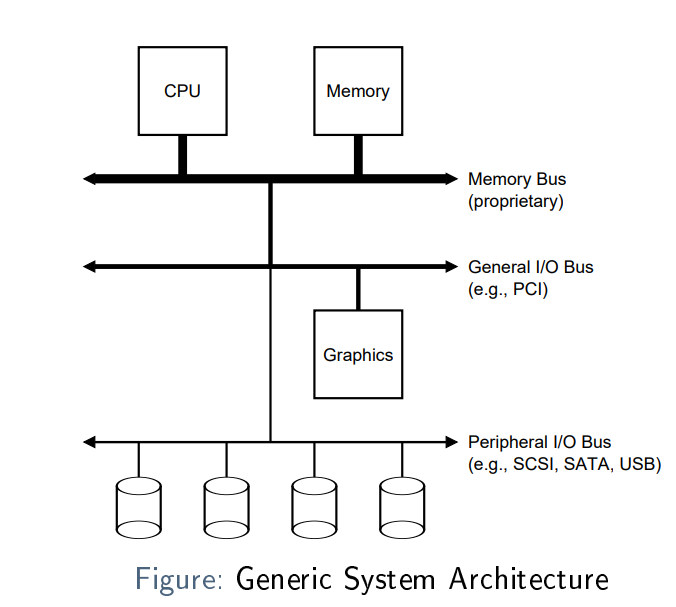 CPU
Memory
Memory Bus
(proprietary)
General I/O Bus
(e.g., PCI)
Graphics
Peripheral I/O Bus
(e.g., SCSI, SATA, USB)
Figure: Generic System Architecture